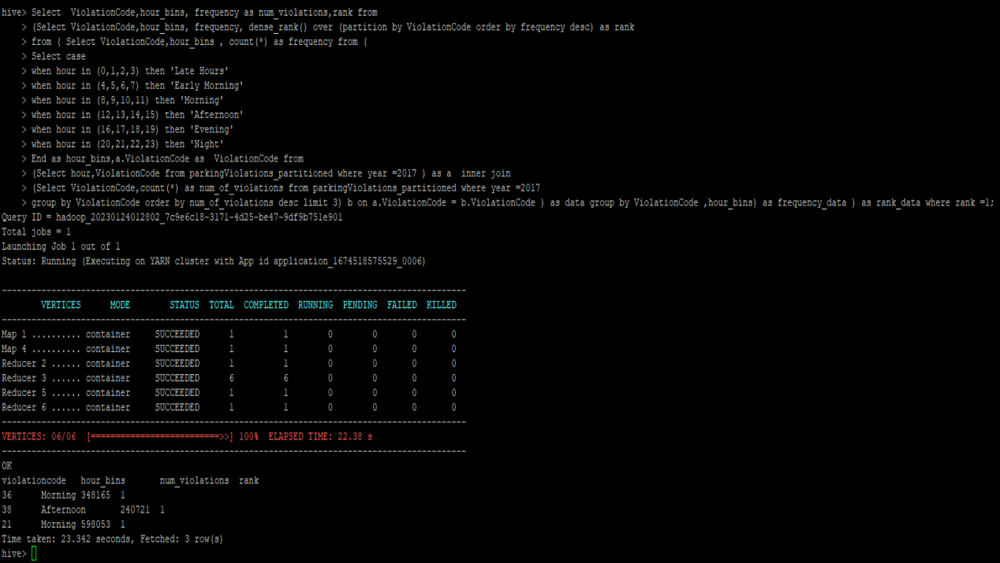 hive> Select  ViolationCode,hour_bins, frequency as num_violations,rank from
    > (Select ViolationCode,hour_bins, frequency, dense_rank() over (partition by ViolationCode order by frequency desc) as rank
    > from ( Select ViolationCode,hour_bins , count(*) as frequency from (
    > Select case
    > when hour in (0,1,2,3) then 'Late Hours'
    > when hour in (4,5,6,7) then 'Early Morning'
    > when hour in (8,9,10,11) then 'Morning'
    > when hour in (12,13,14,15) then 'Afternoon'
    > when hour in (16,17,18,19) then 'Evening'
    > when hour in (20,21,22,23) then 'Night'
    > End as hour_bins,a.ViolationCode as  ViolationCode from
    > (Select hour,ViolationCode from parkingViolations_partitioned where year =2017 ) as a  inner join
    > (Select ViolationCode,count(*) as num_of_violations from parkingViolations_partitioned where year =2017
    > group by ViolationCode order by num_of_violations desc limit 3) b on a.ViolationCode = b.ViolationCode ) as data group by ViolationCode ,hour_bins) as frequency_data ) as rank_data where rank =1;
Query ID = hadoop_20230124012802_7c9e6c18-3171-4d25-be47-9df9b751e901
Total jobs = 1
Launching Job 1 out of 1
Status: Running (Executing on YARN cluster with App id application_1674518575529_0006)
----------------------------------------------------------------------------------------------
        VERTICES      MODE        STATUS  TOTAL  COMPLETED  RUNNING  PENDING  FAILED  KILLED
----------------------------------------------------------------------------------------------
Map 1 .......... container     SUCCEEDED      1          1        0        0       0       0
Map 4 .......... container     SUCCEEDED      1          1        0        0       0       0
Reducer 2 ...... container     SUCCEEDED      1          1        0        0       0       0
Reducer 3 ...... container     SUCCEEDED      6          6        0        0       0       0
Reducer 5 ...... container     SUCCEEDED      1          1        0        0       0       0
Reducer 6 ...... container     SUCCEEDED      1          1        0        0       0       0
----------------------------------------------------------------------------------------------
VERTICES: 06/06  [==========================>>] 100%  ELAPSED TIME: 22.38 s
----------------------------------------------------------------------------------------------
OK
violationcode   hour_bins       num_violations  rank
36      Morning 348165  1
38      Afternoon       240721  1
21      Morning 598053  1
Time taken: 23.342 seconds, Fetched: 3 row(s)
hive>